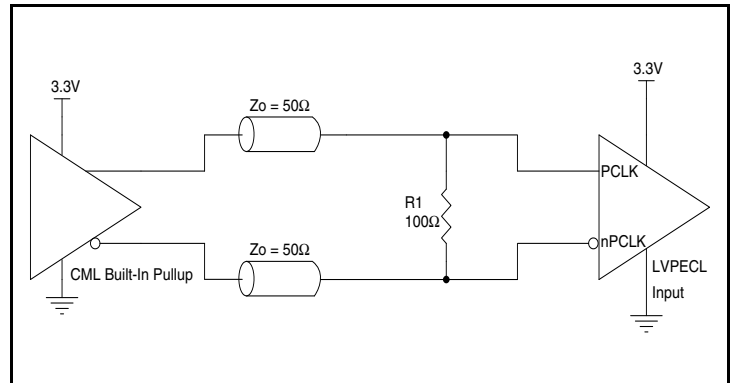 3.3V
3.3V
Zo = 50Ω
PCLK
R1
100Ω
nPCLK
Zo = 50Ω
CML Built-In Pullup
LVPECL
Input